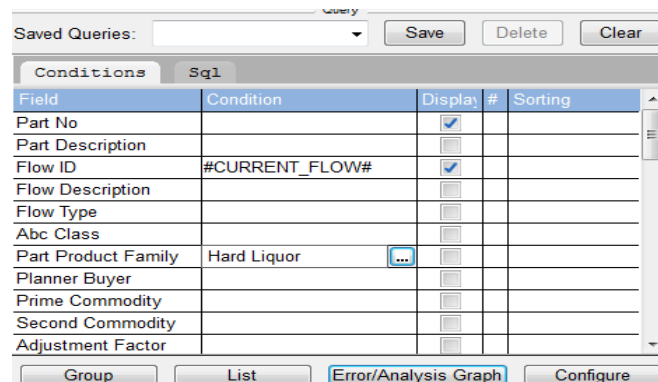 Query
Saved Queries: Save Delete Clear
Conditions Sql
Field Condition Display # Sorting
Part No
Part Description
Flow ID #CURRENT_FLOW#
Flow Description
Flow Type
Abc Class
Part Product Family Hard Liquor ...
Planner Buyer
Prime Commodity
Second Commodity
Adjustment Factor
Group List Error/Analysis Graph Configure